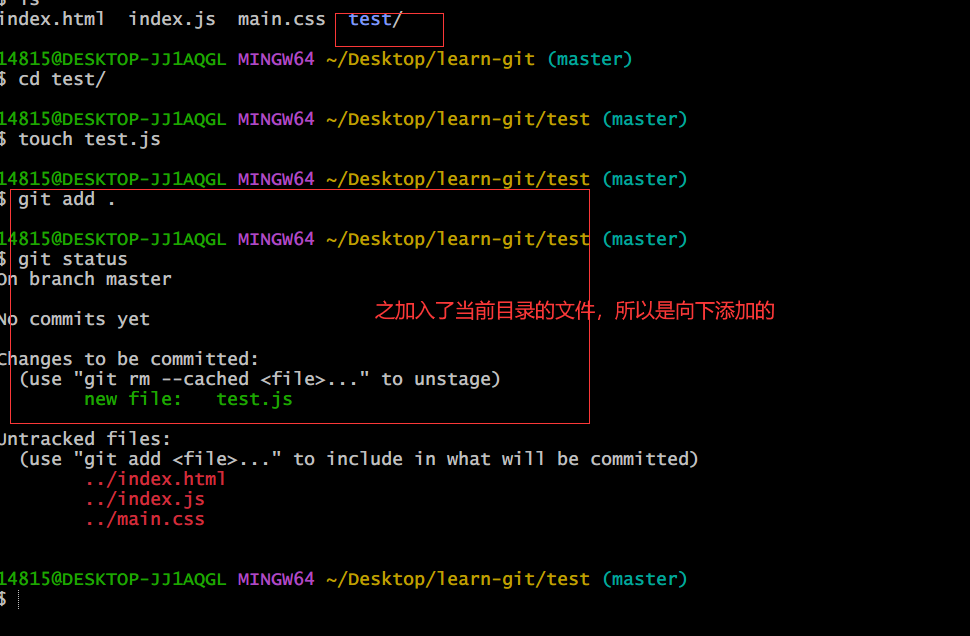 $ ls
index.html  index.js  main.css  test/
14815@DESKTOP-JJ1AQGL MINGW64 ~/Desktop/learn-git (master)
$ cd test/
14815@DESKTOP-JJ1AQGL MINGW64 ~/Desktop/learn-git/test (master)
$ touch test.js
14815@DESKTOP-JJ1AQGL MINGW64 ~/Desktop/learn-git/test (master)
$ git add .
14815@DESKTOP-JJ1AQGL MINGW64 ~/Desktop/learn-git/test (master)
$ git status
On branch master
No commits yet
之加入了当前目录的文件，所以是向下添加的
Changes to be committed:
  (use "git rm --cached <file>..." to unstage)
        new file:   test.js
Untracked files:
  (use "git add <file>..." to include in what will be committed)
        ../index.html
        ../index.js
        ../main.css
14815@DESKTOP-JJ1AQGL MINGW64 ~/Desktop/learn-git/test (master)
$